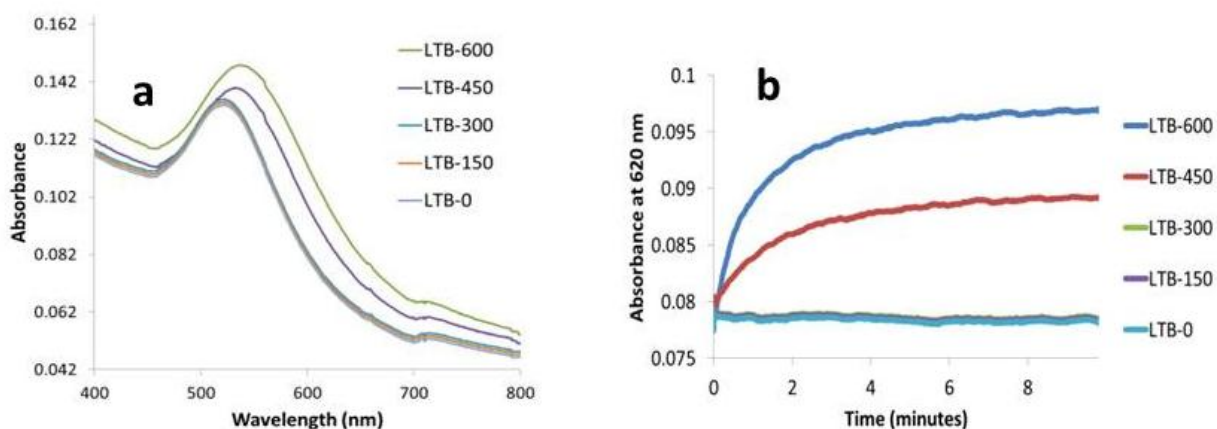 a
Absorbance
0.162
0.142
0.122
0.102
0.082
0.062
0.042
400
500
600
700
800
Wavelength (nm)
LTB-600
LTB-450
LTB-300
LTB-150
LTB-0
b
Absorbance at 620 nm
0.1
0.095
0.09
0.085
0.08
0.075
0
2
4
6
8
Time (minutes)
LTB-600
LTB-450
LTB-300
LTB-150
LTB-0